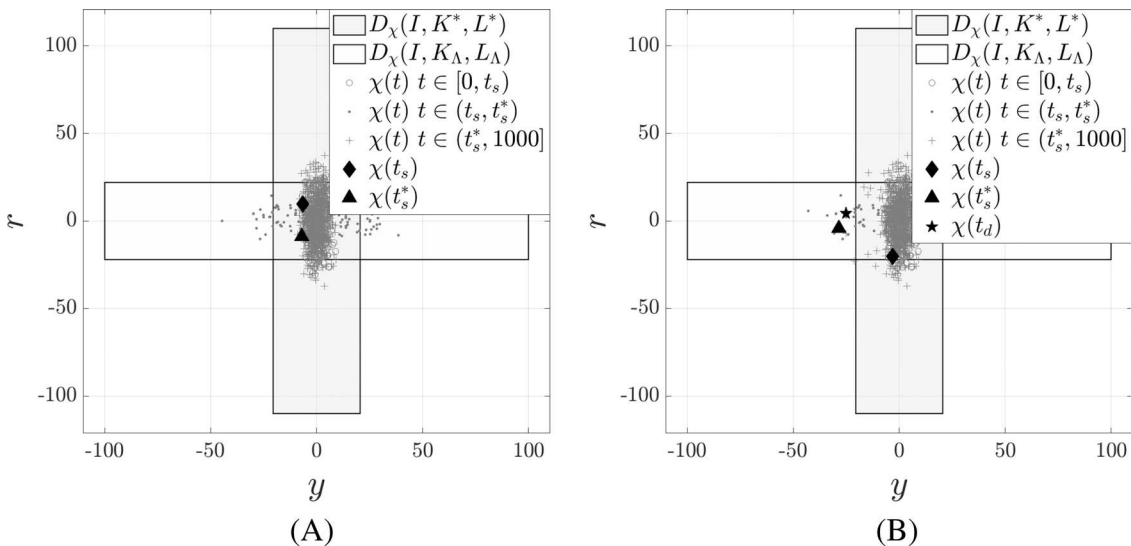 100
50
0
-50
-100
r
-100
-50
0
50
100
y
D_χ(I, K*, L*)
D_χ(I, K_Λ, L_Λ)
χ(t) t ∈ [0, t_s)
χ(t) t ∈ (t_s, t_s*)
χ(t) t ∈ (t_s*, 1000]
χ(t_s)
χ(t_s*)
(A)
100
50
0
-50
-100
r
-100
-50
0
50
100
y
D_χ(I, K*, L*)
D_χ(I, K_Λ, L_Λ)
χ(t) t ∈ [0, t_s)
χ(t) t ∈ (t_s, t_s*)
χ(t) t ∈ (t_s*, 1000]
χ(t_s)
χ(t_s*)
χ(t_d)
(B)